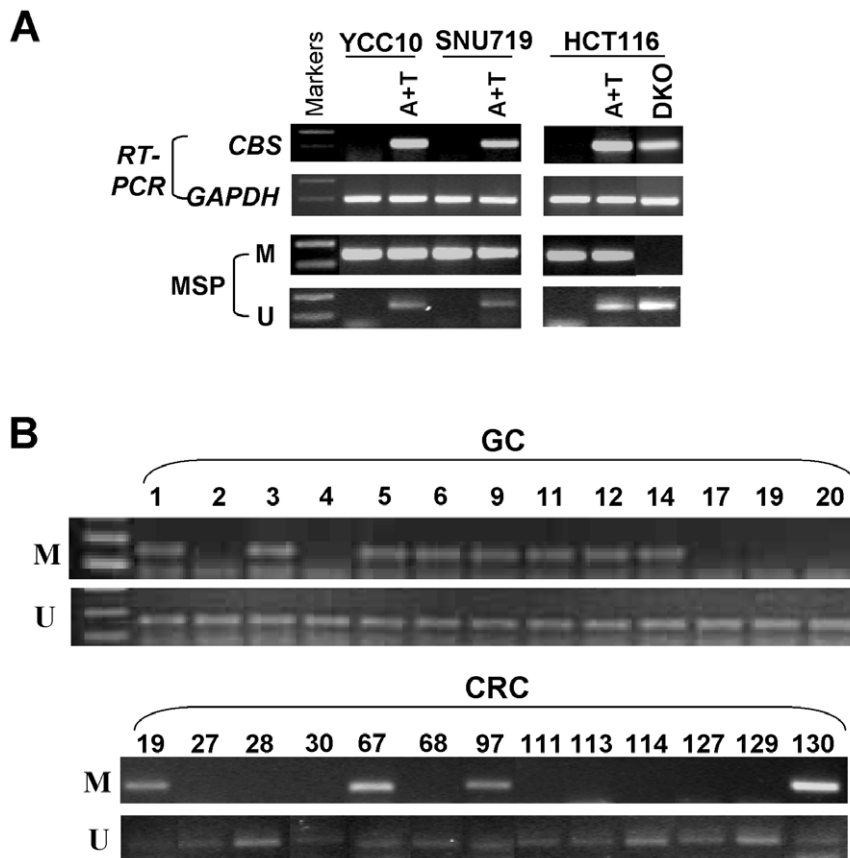 A
YCC10 SNU719 HCT116
Markers A+T A+T A+T DKO
RT-PCR
CBS
GAPDH
MSP
M
U
B
GC
1 2 3 4 5 6 9 11 12 14 17 19 20
M
U
CRC
19 27 28 30 67 68 97 111 113 114 127 129 130
M
U